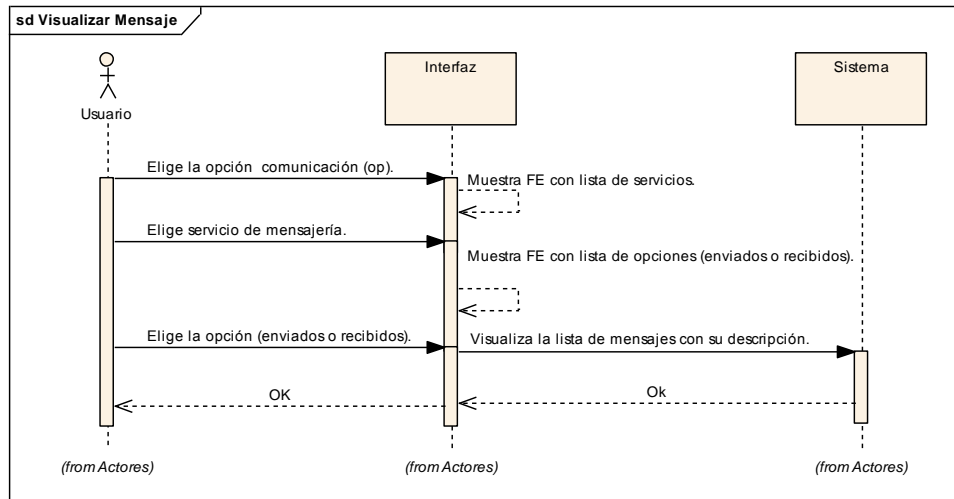 sd Visualizar Mensaje
Usuario
Interfaz
Sistema
Elige la opción comunicación (op).
Muestra FE con lista de servicios.
Elige servicio de mensajería.
Muestra FE con lista de opciones (enviados o recibidos).
Elige la opción (enviados o recibidos).
Visualiza la lista de mensajes con su descripción.
OK
Ok
(from Actores)
(from Actores)
(from Actores)